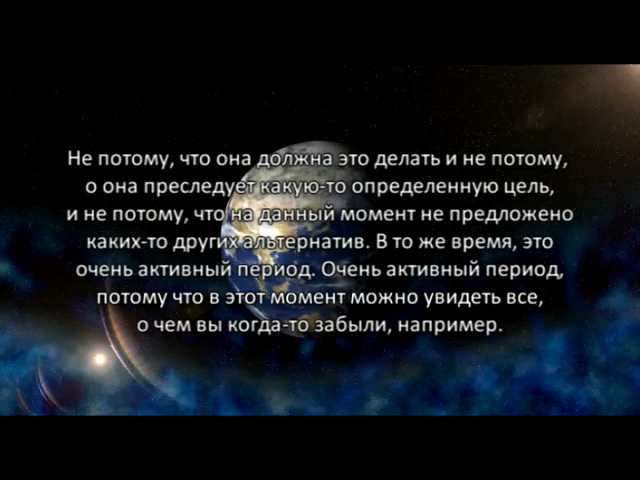 Не потому, что она должна это делать и не потому,
о она преследует какую-то определенную цель,
и не потому, что на данный момент не предложено
каких-то других альтернатив. В то же время, это
очень активный период. Очень активный период,
потому что в этот момент можно увидеть все,
о чем вы когда-то забыли, например.